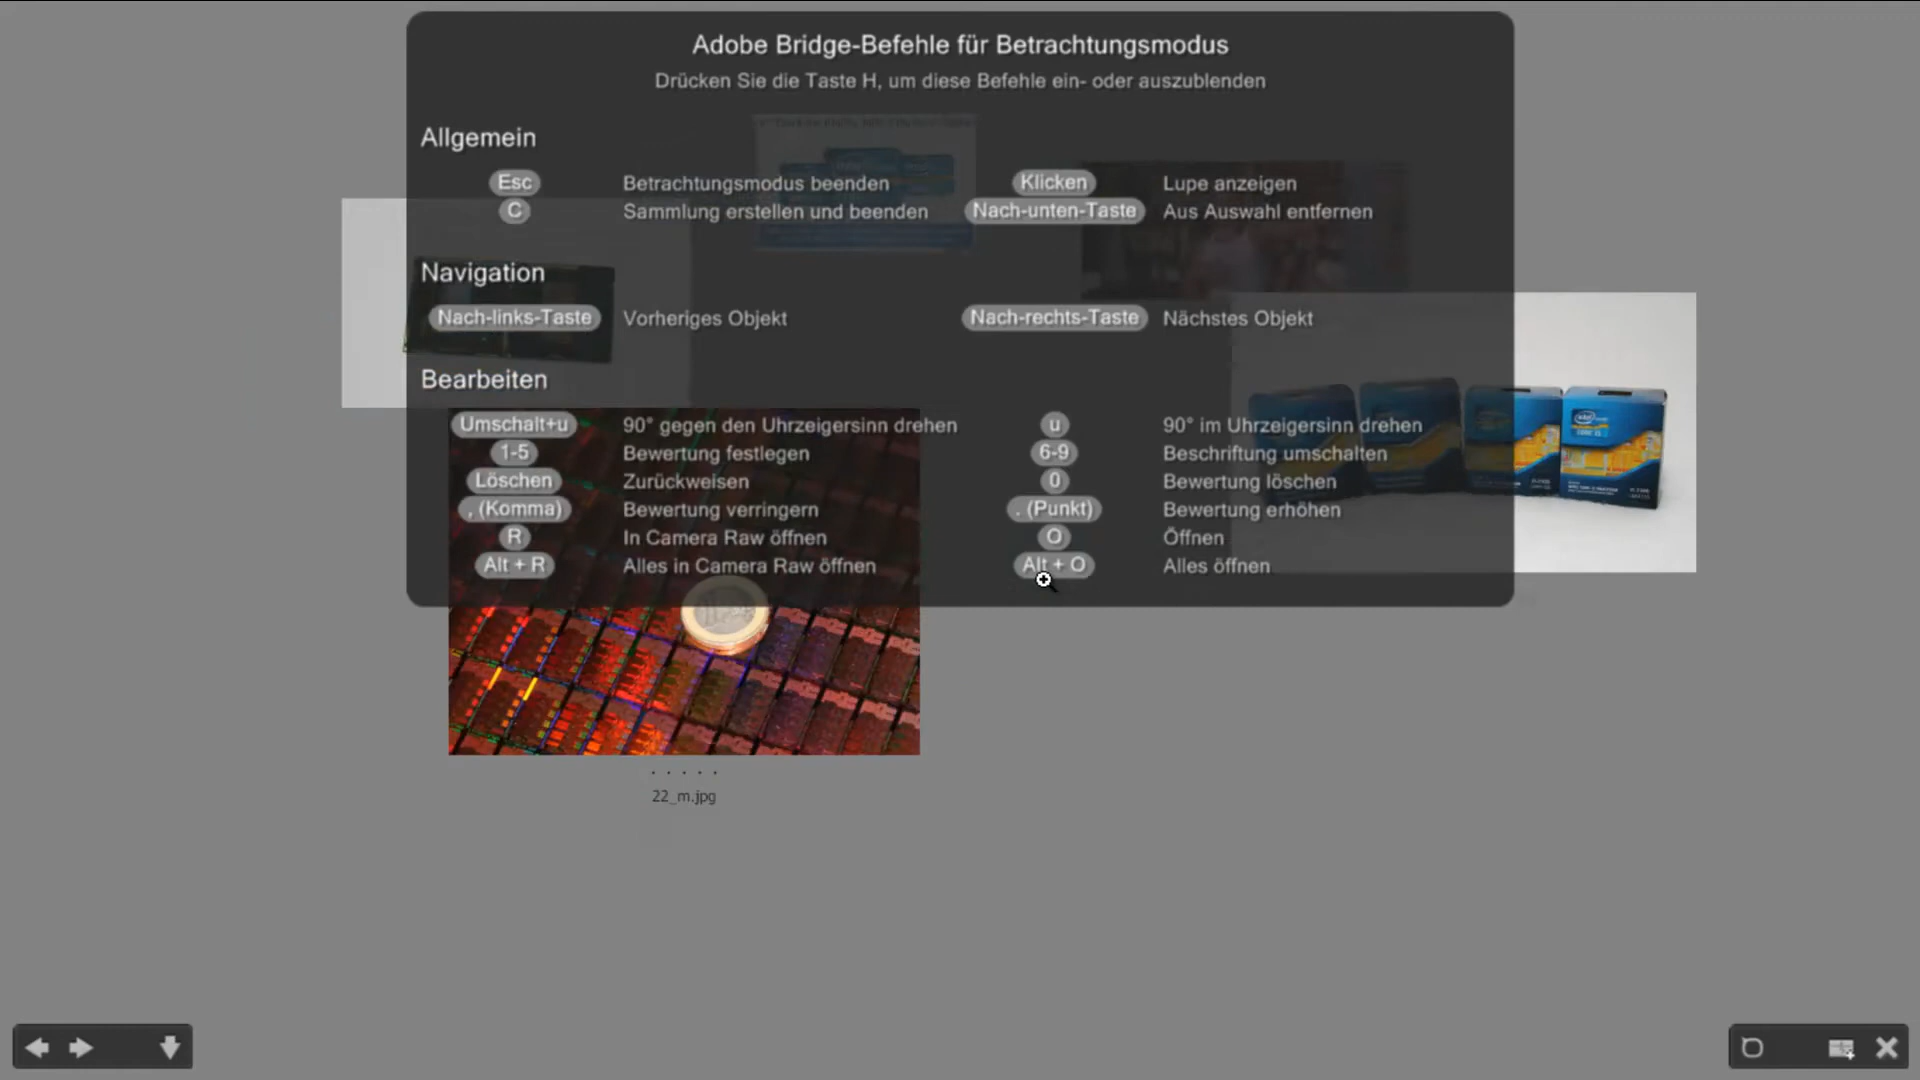 Adobe Bridge-Befehle für Betrachtungsmodus
Drücken Sie die Taste H, um diese Befehle ein- oder auszublenden
Allgemein
Esc Betrachtungsmodus beenden Klicken Lupe anzeigen
C Sammlung erstellen und beenden Nach-unten-Taste Aus Auswahl entfernen
Navigation
Nach-links-Taste Vorheriges Objekt Nach-rechts-Taste Nächstes Objekt
Bearbeiten
Umschalt+u 90° gegen den Uhrzeigersinn drehen u 90° im Uhrzeigersinn drehen
1-5 Bewertung festlegen 6-9 Beschriftung umschalten
Löschen Zurückweisen 0 Bewertung löschen
, (Komma) Bewertung verringern . (Punkt) Bewertung erhöhen
R In Camera Raw öffnen O Öffnen
Alt + R Alles in Camera Raw öffnen Alt + O Alles öffnen
intel
22_m.jpg